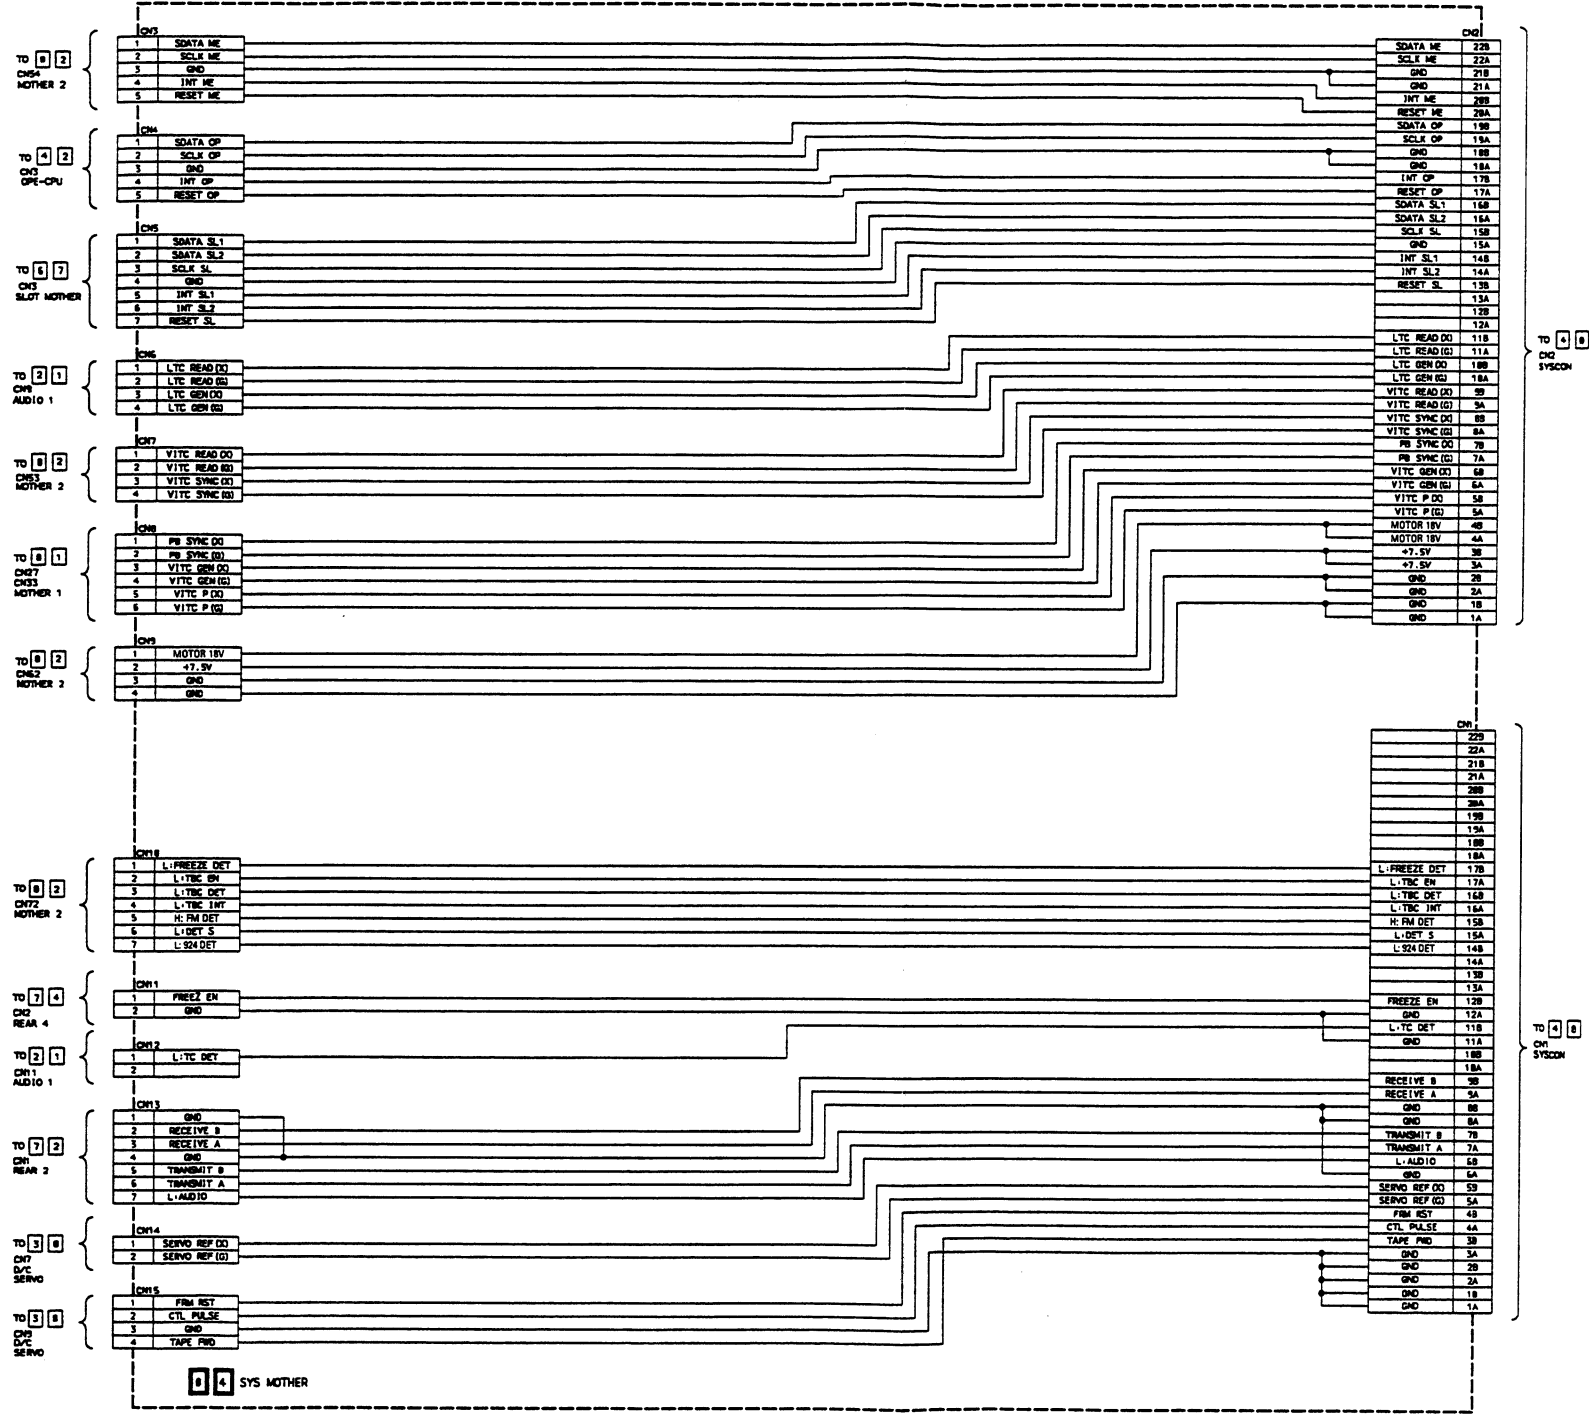 CN3
1 SDATA ME
2 SCLK ME
3 GND
4 INT ME
5 RESET ME
TO 8 2
CN54
MOTHER 2
CN4
1 SDATA OP
2 SCLK OP
3 GND
4 INT OP
5 RESET OP
TO 4 2
CN3
OPE-CPU
CN5
1 SDATA SL1
2 SDATA SL2
3 SCLK SL
4 GND
5 INT SL1
6 INT SL2
7 RESET SL
TO 6 7
CN3
SLOT MOTHER
CN6
1 LTC READ(X)
2 LTC READ(G)
3 LTC GEN(X)
4 LTC GEN(G)
TO 2 1
CN9
AUDIO 1
CN7
1 VITC READ(X)
2 VITC READ(G)
3 VITC SYNC(X)
4 VITC SYNC(G)
TO 8 2
CN53
MOTHER 2
CN8
1 PB SYNC(X)
2 PB SYNC(G)
3 VITC GEN(X)
4 VITC GEN(G)
5 VITC P(X)
6 VITC P(G)
TO 8 1
CN27
CN33
MOTHER 1
CN9
1 MOTOR 18V
2 +7.5V
3 GND
4 GND
TO 8 2
CN62
MOTHER 2
CN10
1 L:FREEZE DET
2 L:TBC EN
3 L:TBC DET
4 L:TBC INT
5 H:FM DET
6 L:DET S
7 L:924 DET
TO 8 2
CN72
MOTHER 2
CN11
1 FREEZ EN
2 GND
TO 7 4
CN2
REAR 4
CN12
1 L:TC DET
2
TO 2 1
CN11
AUDIO 1
CN13
1 GND
2 RECEIVE B
3 RECEIVE A
4 GND
5 TRANSMIT B
6 TRANSMIT A
7 L:AUDIO
TO 7 2
CN1
REAR 2
CN14
1 SERVO REF(X)
2 SERVO REF(G)
TO 3 8
CN7
D/C
SERVO
CN15
1 FRM RST
2 CTL PULSE
3 GND
4 TAPE FWD
TO 3 8
CN9
D/C
SERVO
8 4 SYS MOTHER
CN2
SDATA ME 22B
SCLK ME 22A
GND 21B
GND 21A
INT ME 20B
RESET ME 20A
SDATA OP 19B
SCLK OP 19A
GND 18B
GND 18A
INT OP 17B
RESET OP 17A
SDATA SL1 16B
SDATA SL2 16A
SCLK SL 15B
GND 15A
INT SL1 14B
INT SL2 14A
RESET SL 13B
13A
12B
12A
LTC READ(X) 11B
LTC READ(G) 11A
LTC GEN(X) 10B
LTC GEN(G) 10A
VITC READ(X) 9B
VITC READ(G) 9A
VITC SYNC(X) 8B
VITC SYNC(G) 8A
PB SYNC(X) 7B
PB SYNC(G) 7A
VITC GEN(X) 6B
VITC GEN(G) 6A
VITC P(X) 5B
VITC P(G) 5A
MOTOR 18V 4B
MOTOR 18V 4A
+7.5V 3B
+7.5V 3A
GND 2B
GND 2A
GND 1B
GND 1A
TO 4 8
CN2
SYSCON
CN1
22B
22A
21B
21A
20B
20A
19B
19A
18B
18A
L:FREEZE DET 17B
L:TBC EN 17A
L:TBC DET 16B
L:TBC INT 16A
H:FM DET 15B
L:DET S 15A
L:924 DET 14B
14A
13B
13A
FREEZE EN 12B
GND 12A
L:TC DET 11B
GND 11A
10B
10A
RECEIVE B 9B
RECEIVE A 9A
GND 8B
GND 8A
TRANSMIT B 7B
TRANSMIT A 7A
L:AUDIO 6B
GND 6A
SERVO REF(X) 5B
SERVO REF(G) 5A
FRM RST 4B
CTL PULSE 4A
TAPE FWD 3B
GND 3A
GND 2B
GND 2A
GND 1B
GND 1A
TO 4 8
CN1
SYSCON